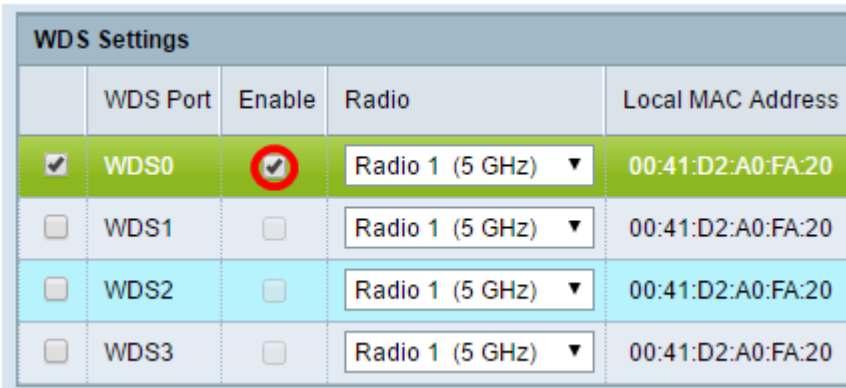 WDS Settings
WDS Port Enable Radio Local MAC Address
WDS0 Radio 1 (5 GHz) 00:41:D2:A0:FA:20
WDS1 Radio 1 (5 GHz) 00:41:D2:A0:FA:20
WDS2 Radio 1 (5 GHz) 00:41:D2:A0:FA:20
WDS3 Radio 1 (5 GHz) 00:41:D2:A0:FA:20